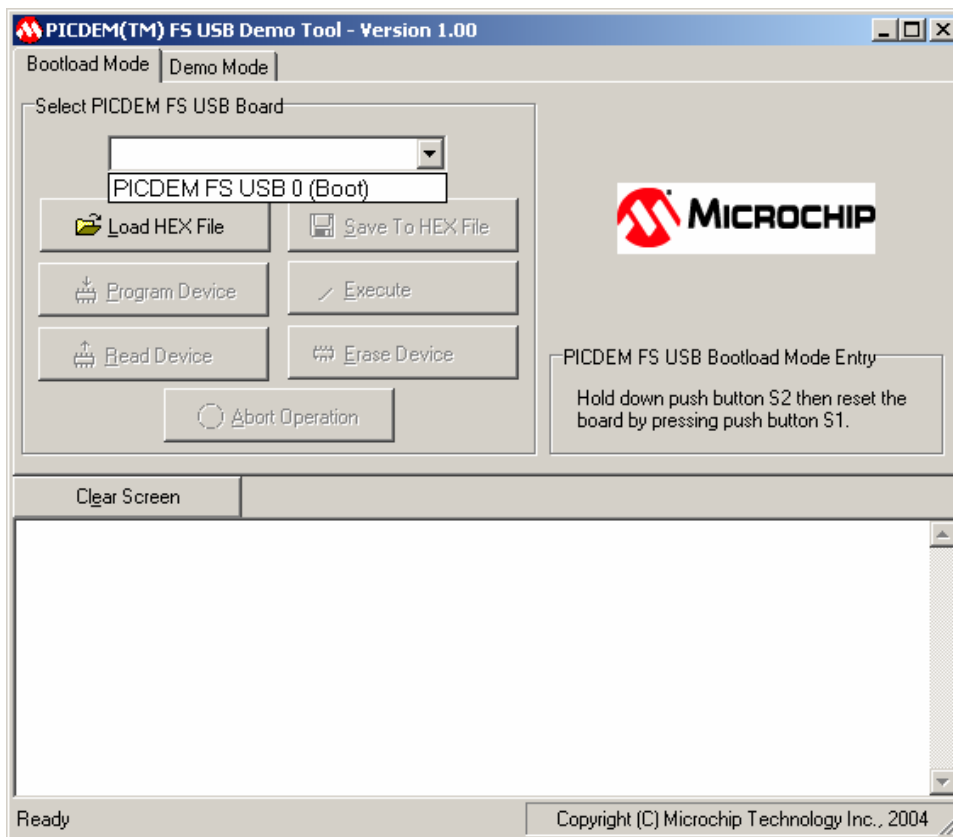 PICDEM(TM) FS USB Demo Tool - Version 1.00
Bootload Mode
Demo Mode
Select PICDEM FS USB Board
PICDEM FS USB 0 (Boot)
Load HEX File
Save To HEX File
Program Device
Execute
Read Device
Erase Device
Abort Operation
MICROCHIP
PICDEM FS USB Bootload Mode Entry
Hold down push button S2 then reset the
board by pressing push button S1.
Clear Screen
Ready
Copyright (C) Microchip Technology Inc., 2004